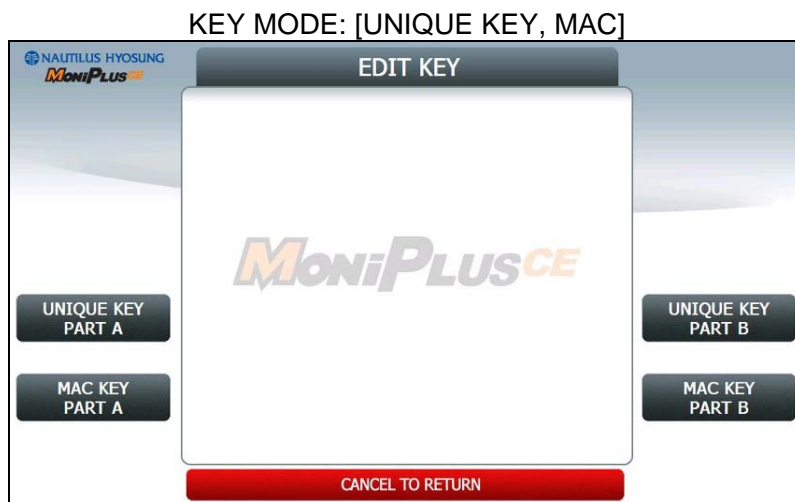 KEY MODE: [UNIQUE KEY, MAC]
NAUTILUS HYOSUNG
MoniPlusCE
EDIT KEY
MoniPlusCE
UNIQUE KEY
PART A
UNIQUE KEY
PART B
MAC KEY
PART A
MAC KEY
PART B
CANCEL TO RETURN